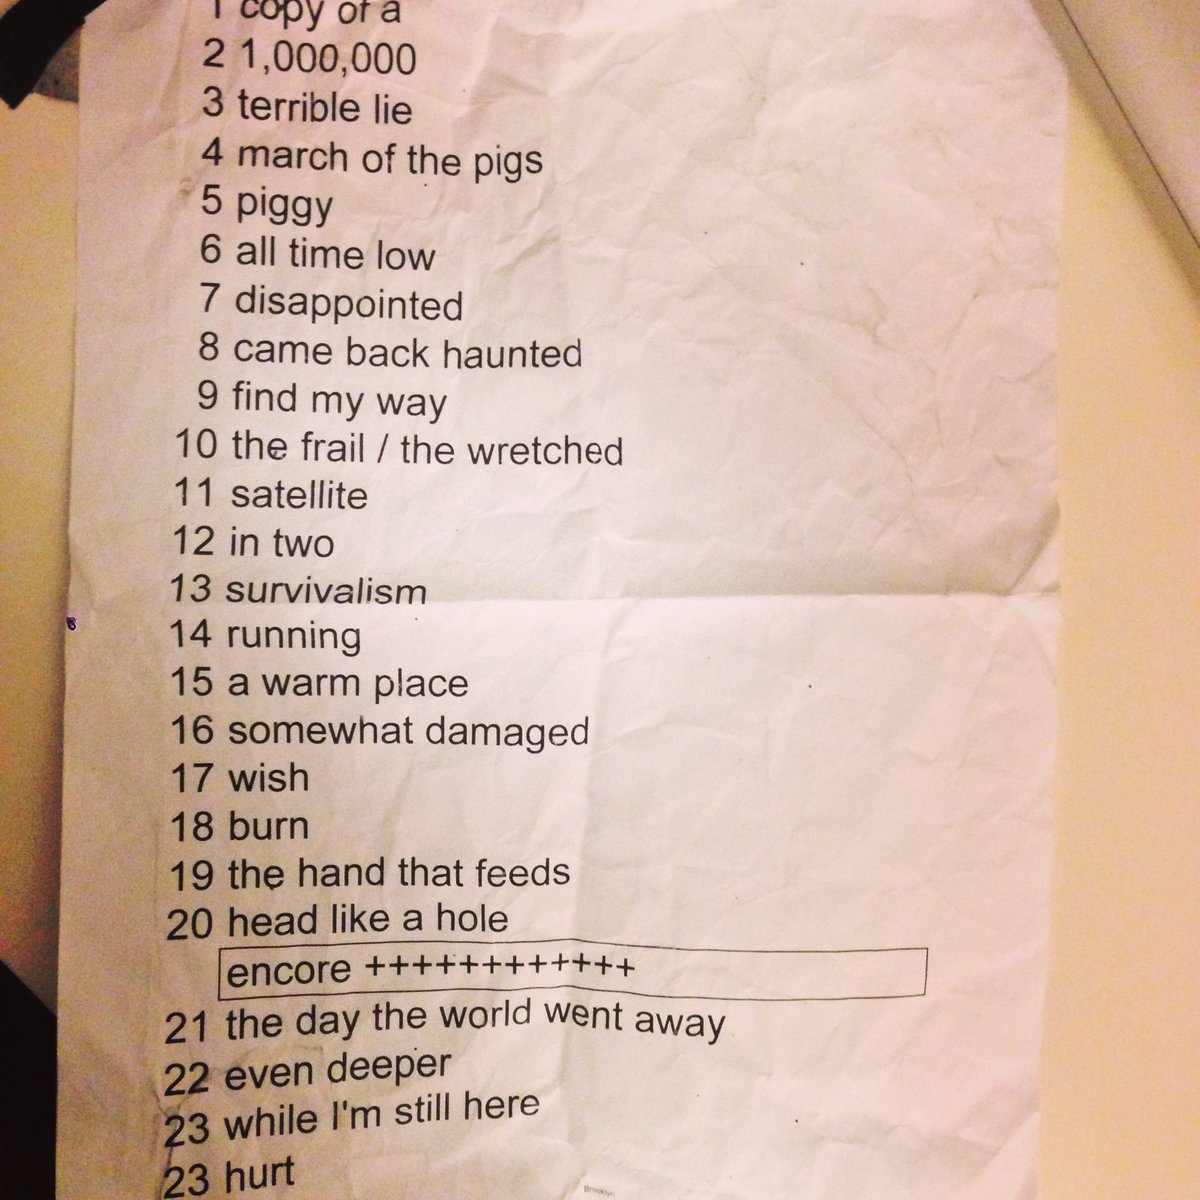 1 copy of a
2 1,000,000
3 terrible lie
4 march of the pigs
5 piggy
6 all time low
7 disappointed
8 came back haunted
9 find my way
10 the frail / the wretched
11 satellite
12 in two
13 survivalism
14 running
15 a warm place
16 somewhat damaged
17 wish
18 burn
19 the hand that feeds
20 head like a hole
encore ++++++++++++
21 the day the world went away
22 even deeper
23 while I'm still here
23 hurt
Brooklyn